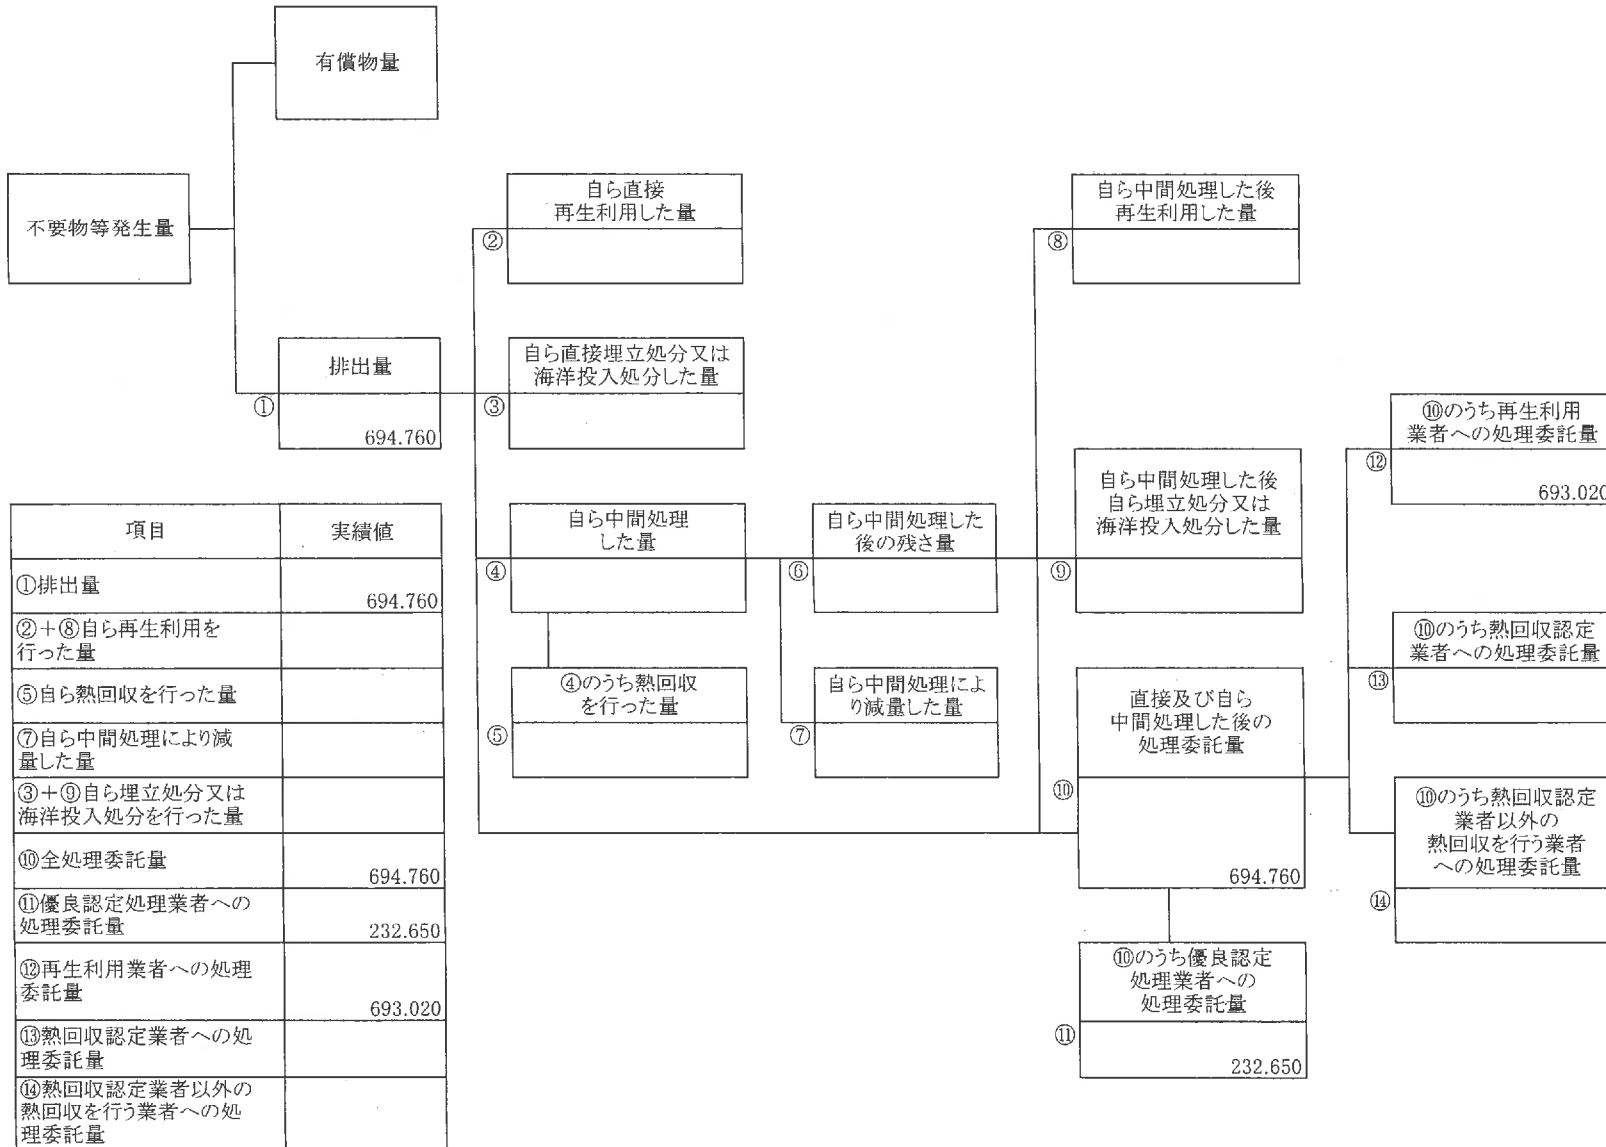 有償物量
不要物等発生量
自ら直接
再生利用した量
②
自ら中間処理した後
再生利用した量
⑧
排出量
①
694.760
自ら直接埋立処分又は
海洋投入処分した量
③
⑩のうち再生利用
業者への処理委託量
⑫
693.020
自ら中間処理
した量
④
自ら中間処理した
後の残さ量
⑥
自ら中間処理した後
自ら埋立処分又は
海洋投入処分した量
⑨
⑩のうち熱回収認定
業者への処理委託量
⑬
④のうち熱回収
を行った量
⑤
自ら中間処理によ
り減量した量
⑦
直接及び自ら
中間処理した後の
処理委託量
⑩
694.760
⑩のうち熱回収認定
業者以外の
熱回収を行う業者
への処理委託量
⑭
⑩のうち優良認定
処理業者への
処理委託量
⑪
232.650
項目 実績値
①排出量
694.760
②+⑧自ら再生利用を
行った量
⑤自ら熱回収を行った量
⑦自ら中間処理により減
量した量
③+⑨自ら埋立処分又は
海洋投入処分を行った量
⑩全処理委託量
694.760
⑪優良認定処理業者への
処理委託量
232.650
⑫再生利用業者への処理
委託量
693.020
⑬熱回収認定業者への処
理委託量
⑭熱回収認定業者以外の
熱回収を行う業者への処
理委託量